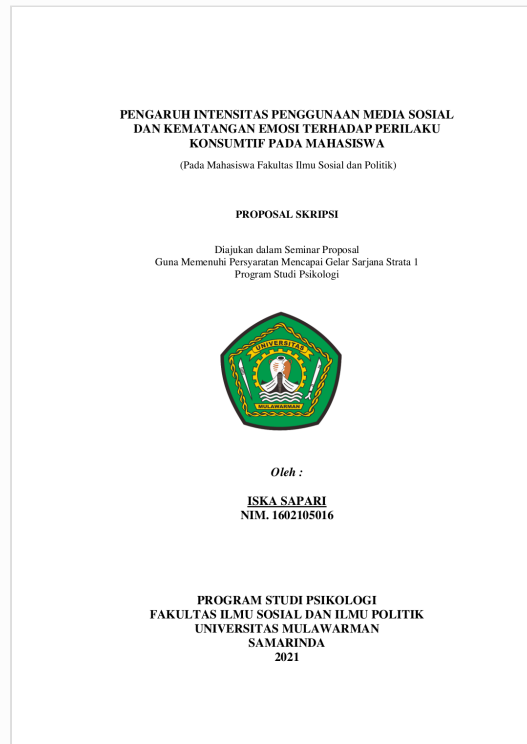 PENGARUH INTENSITAS PENGGUNAAN MEDIA SOSIAL
DAN KEMATANGAN EMOSI TERHADAP PERILAKU
KONSUMTIF PADA MAHASISWA
(Pada Mahasiswa Fakultas Ilmu Sosial dan Politik)
PROPOSAL SKRIPSI
Diajukan dalam Seminar Proposal
Guna Memenuhi Persyaratan Mencapai Gelar Sarjana Strata 1
Program Studi Psikologi
UNIVERSITAS
MULAWARMAN
Oleh :
ISKA SAPARI
NIM. 1602105016
PROGRAM STUDI PSIKOLOGI
FAKULTAS ILMU SOSIAL DAN ILMU POLITIK
UNIVERSITAS MULAWARMAN
SAMARINDA
2021